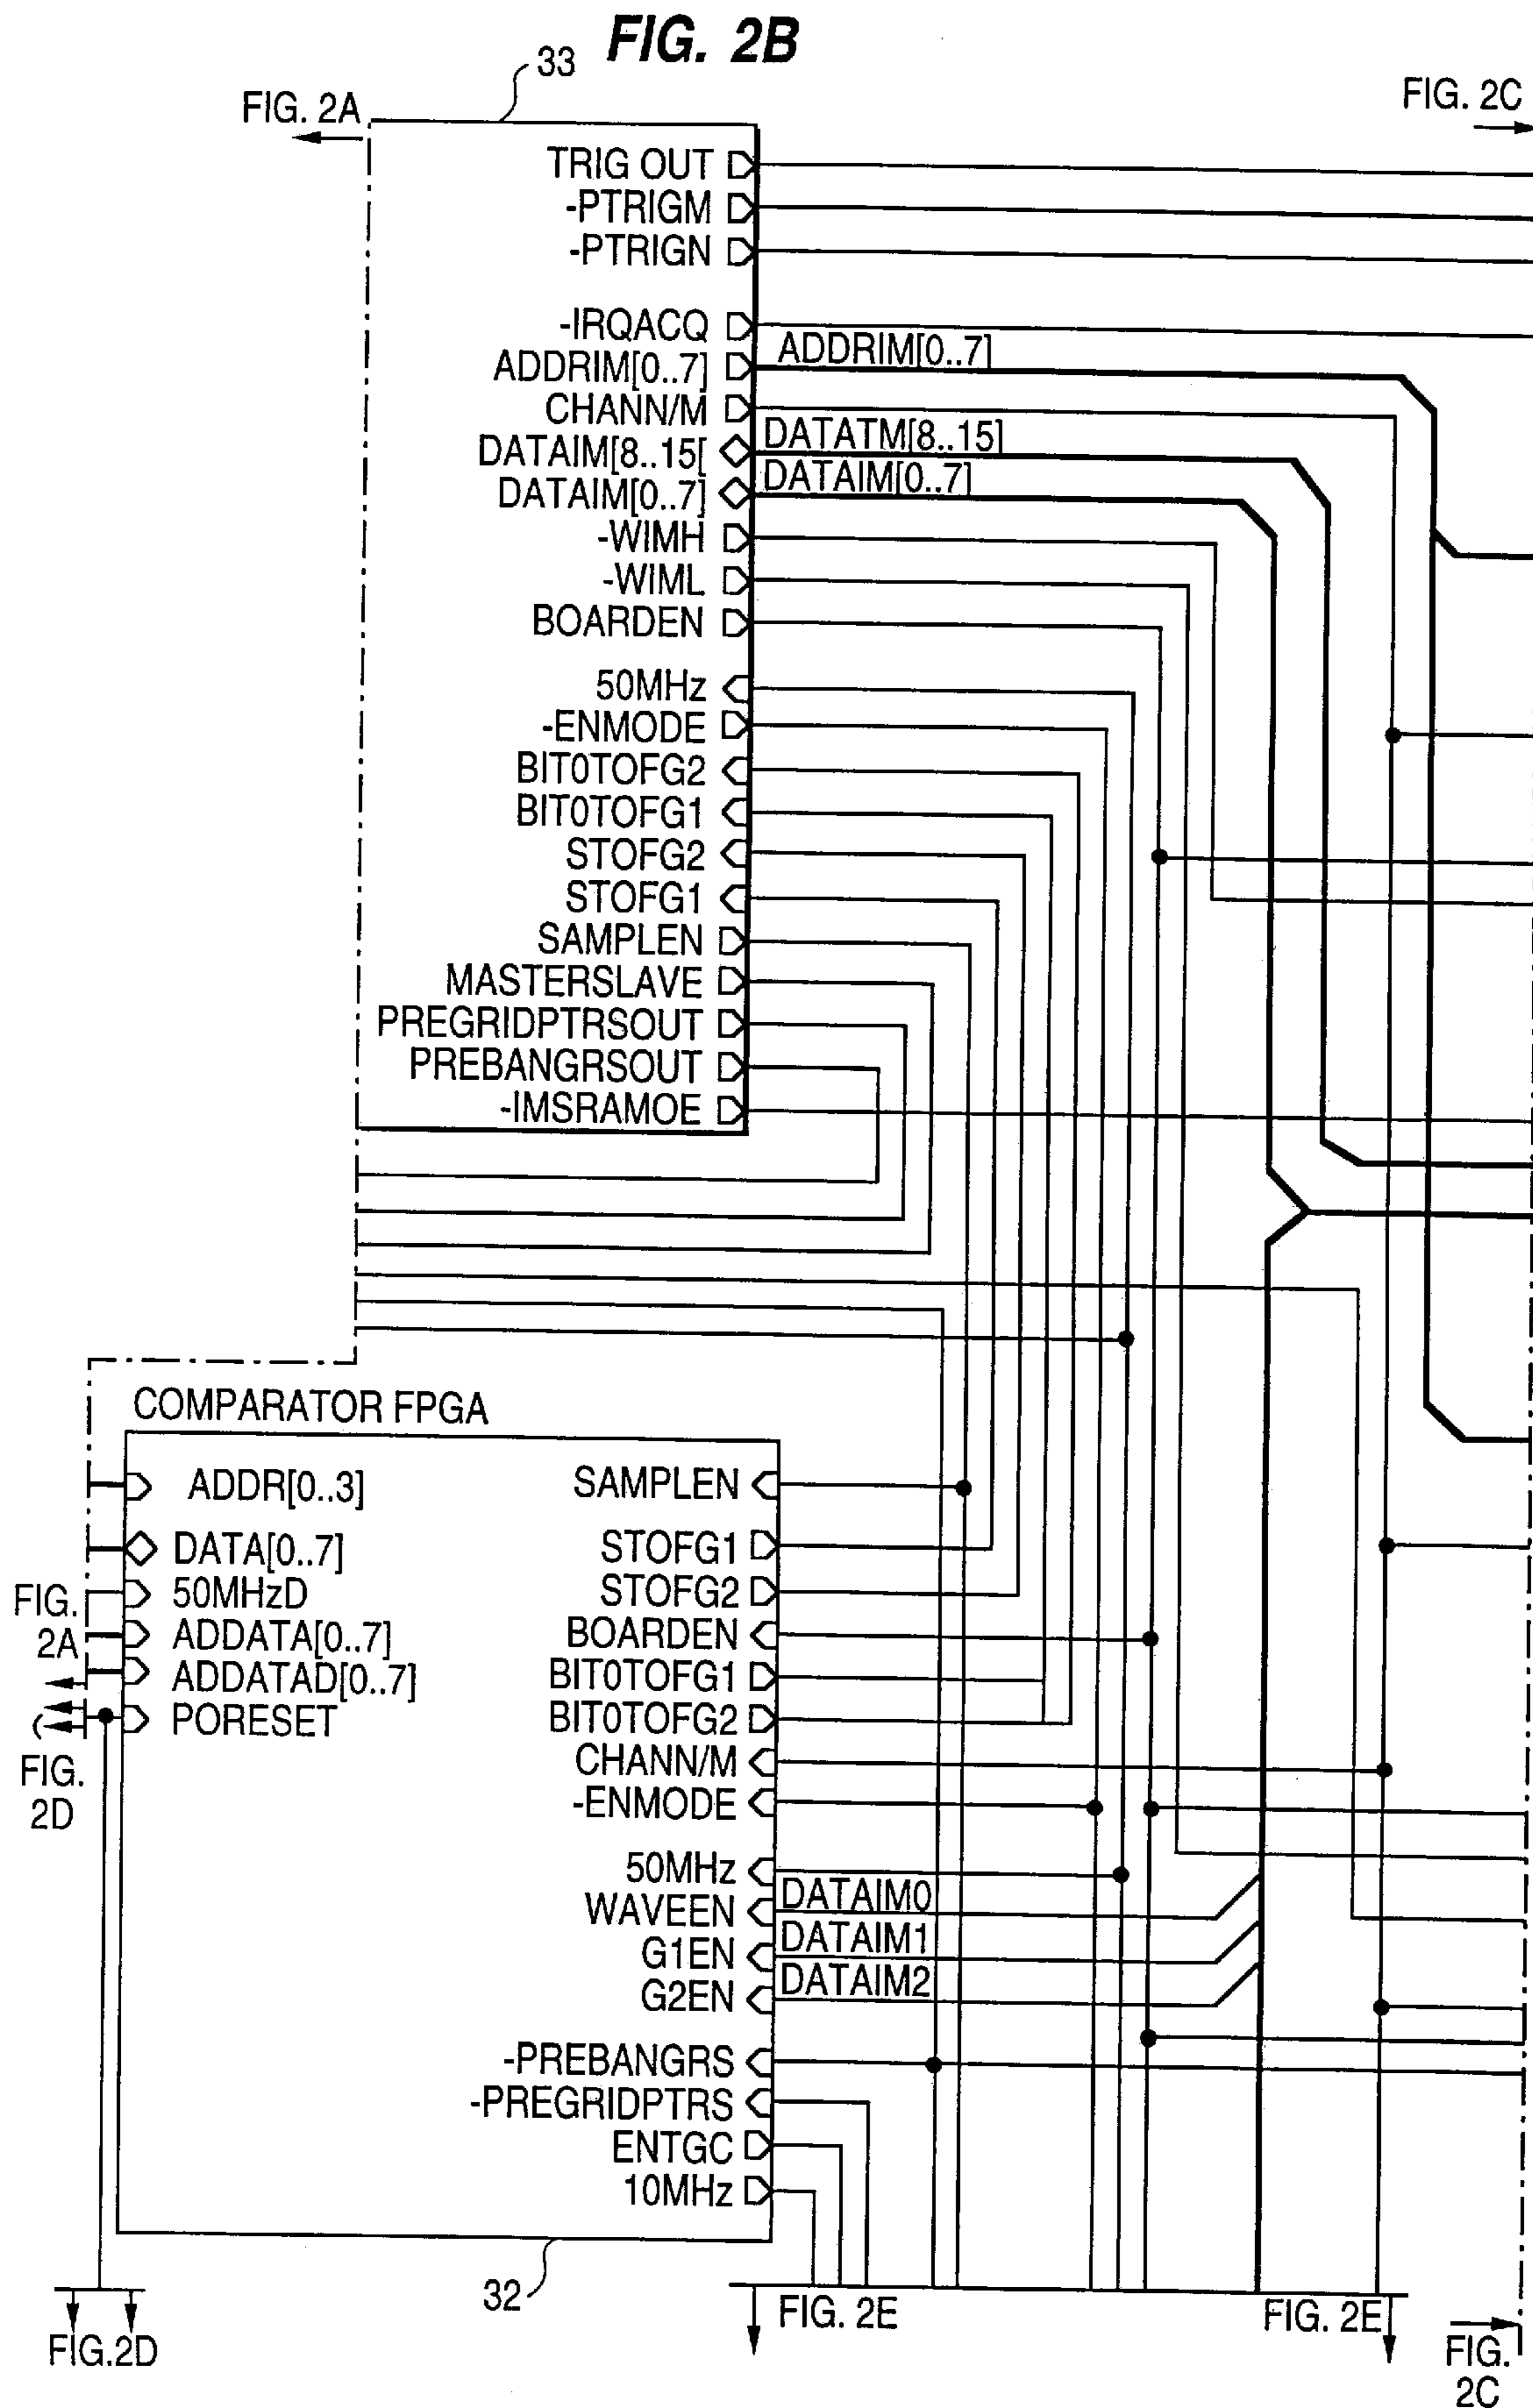 FIG. 2B
33
FIG. 2A
FIG. 2C
TRIG OUT
-PTRIGM
-PTRIGN
-IRQACQ
ADDRIM[0..7]
ADDRIM[0..7]
CHANN/M
DATAIM[8..15[
DATATM[8..15]
DATAIM[0..7]
DATAIM[0..7]
-WIMH
-WIML
BOARDEN
50MHz
-ENMODE
BIT0TOFG2
BIT0TOFG1
STOFG2
STOFG1
SAMPLEN
MASTERSLAVE
PREGRIDPTRSOUT
PREBANGRSOUT
-IMSRAMOE
COMPARATOR FPGA
ADDR[0..3]
DATA[0..7]
50MHzD
ADDATA[0..7]
ADDATAD[0..7]
PORESET
FIG.
2A
FIG.
2D
SAMPLEN
STOFG1
STOFG2
BOARDEN
BIT0TOFG1
BIT0TOFG2
CHANN/M
-ENMODE
50MHz
WAVEEN
DATAIM0
G1EN
DATAIM1
G2EN
DATAIM2
-PREBANGRS
-PREGRIDPTRS
ENTGC
10MHz
32
FIG.2D
FIG. 2E
FIG. 2E
FIG.
2C